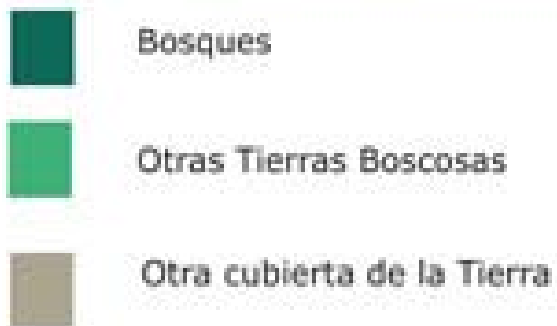 Bosques
Otras Tierras Boscosas
Otra cubierta de la Tierra